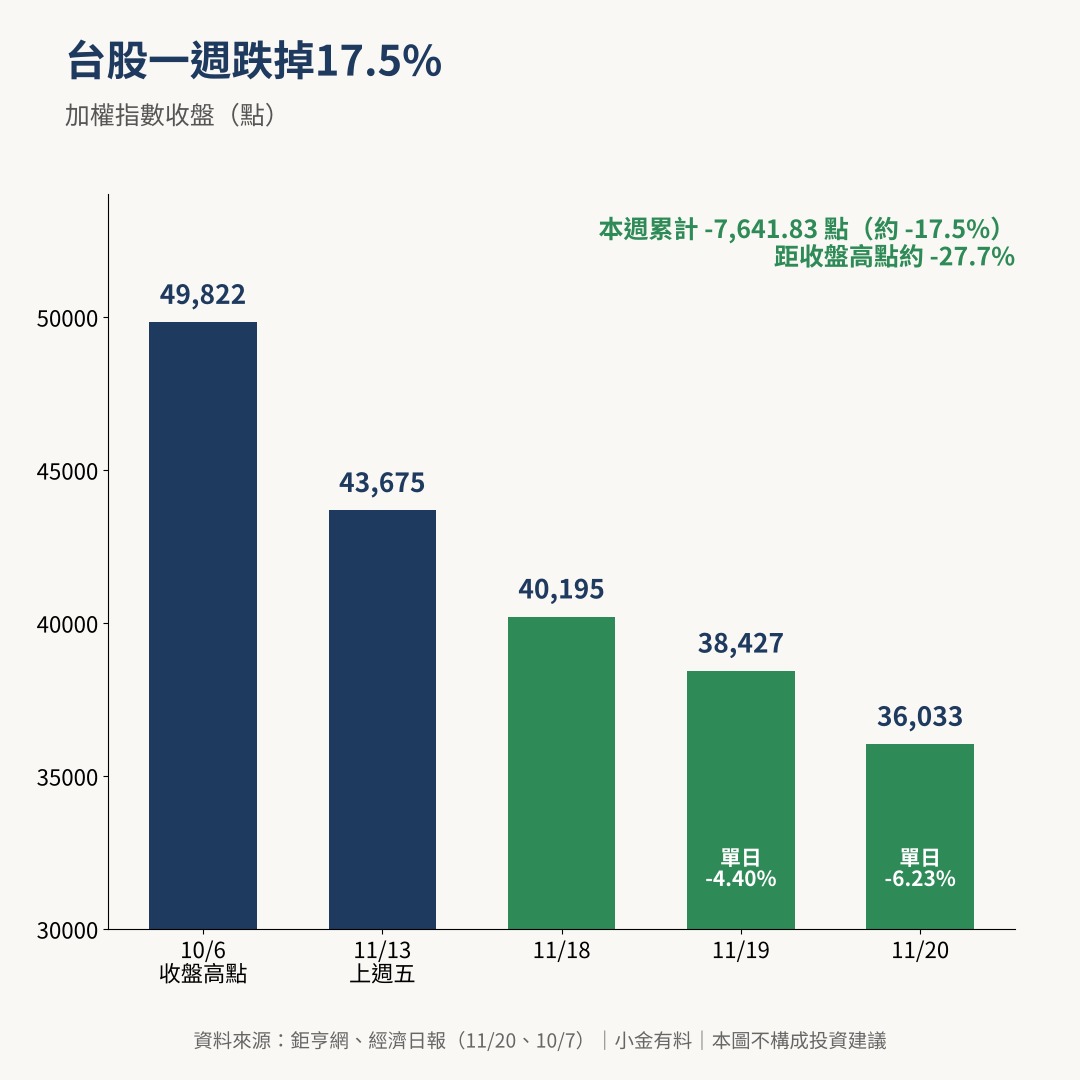 台股一週跌掉17.5%
加權指數收盤（點）
本週累計 -7,641.83 點（約 -17.5%）
距收盤高點約 -27.7%
49,822
43,675
40,195
38,427
36,033
50000
45000
40000
35000
30000
單日
-4.40%
單日
-6.23%
10/6
收盤高點
11/13
上週五
11/18
11/19
11/20
資料來源：鉅亨網、經濟日報（11/20、10/7）｜小金有料｜本圖不構成投資建議